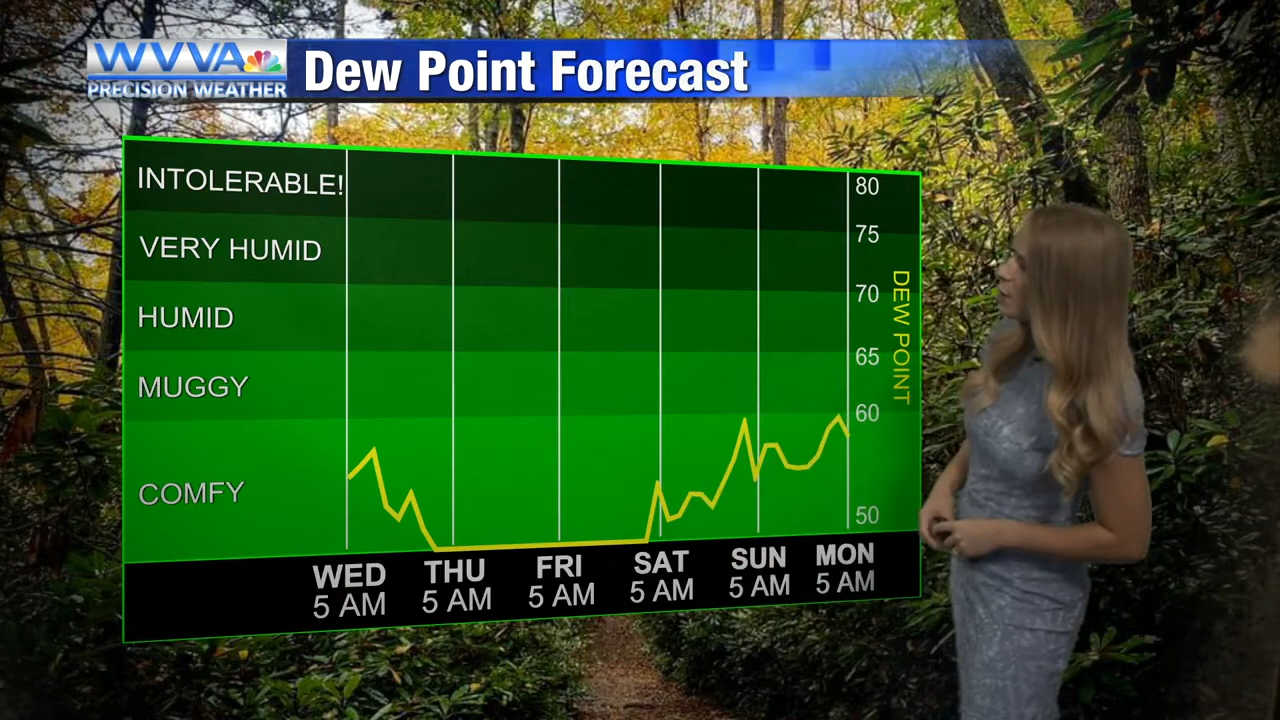 WVVA
PRECISION WEATHER
Dew Point Forecast
INTOLERABLE!
VERY HUMID
HUMID
MUGGY
COMFY
80
75
70
65
60
50
DEW POINT
WED
5 AM
THU
5 AM
FRI
5 AM
SAT
5 AM
SUN
5 AM
MON
5 AM